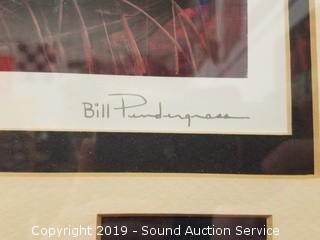 Bill Pendergrass
Copyright 2019 - Sound Auction Service